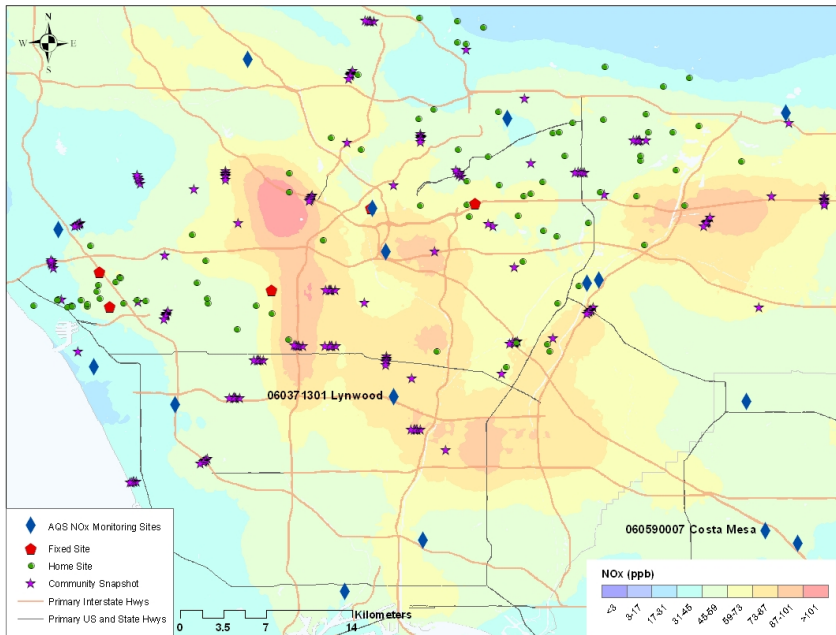 N
W E
S
060371301 Lynwood
060590007 Costa Mesa
AQS NOx Monitoring Sites
Fixed Site
Home Site
Community Snapshot
Primary Interstate Hwys
Primary US and State Hwys
Kilometers
0 3.5 7 14
NOx (ppb)
<3 3-17 17-31 31-45 45-59 59-73 73-87 87-101 >101